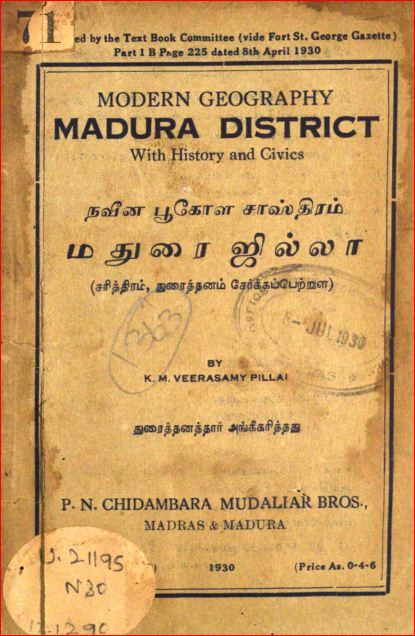 71
ed by the Text Book Committee (vide Fort St. George Gazette)
Part 1 B Page 225 dated 8th April 1930
MODERN GEOGRAPHY
MADURA DISTRICT
With History and Civics
நவீன பூகோள சாஸ்திரம்
மதுரை ஜில்லா
(சரித்திரம், துரைத்தனம் சேர்க்கப்பெற்றுள)
8- JUL 1930
BY
K. M. VEERASAMY PILLAI
துரைத்தனத்தார் அங்கீகரித்தது
P. N. CHIDAMBARA MUDALIAR BROS.,
MADRAS & MADURA
) 1930 (Price As. 0-4-6
J. 21195
N30